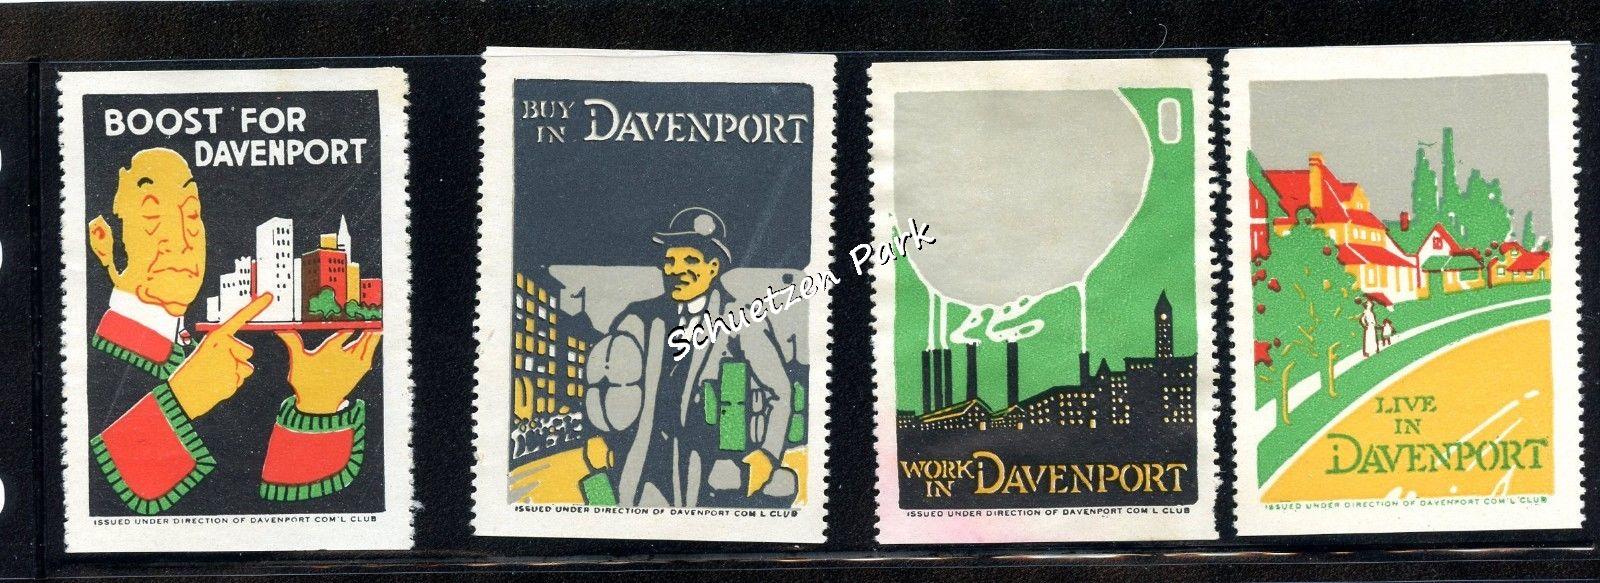 BOOST FOR
DAVENPORT
ISSUED UNDER DIRECTION OF DAVENPORT COM'L CLUB
BUY
IN DAVENPORT
ISSUED UNDER DIRECTION OF DAVENPORT COM'L CLUB
WORK
IN DAVENPORT
ISSUED UNDER DIRECTION OF DAVENPORT COM'L CLUB
LIVE
IN
DAVENPORT
ISSUED UNDER DIRECTION OF DAVENPORT COM'L CLUB
Schuetzen Park